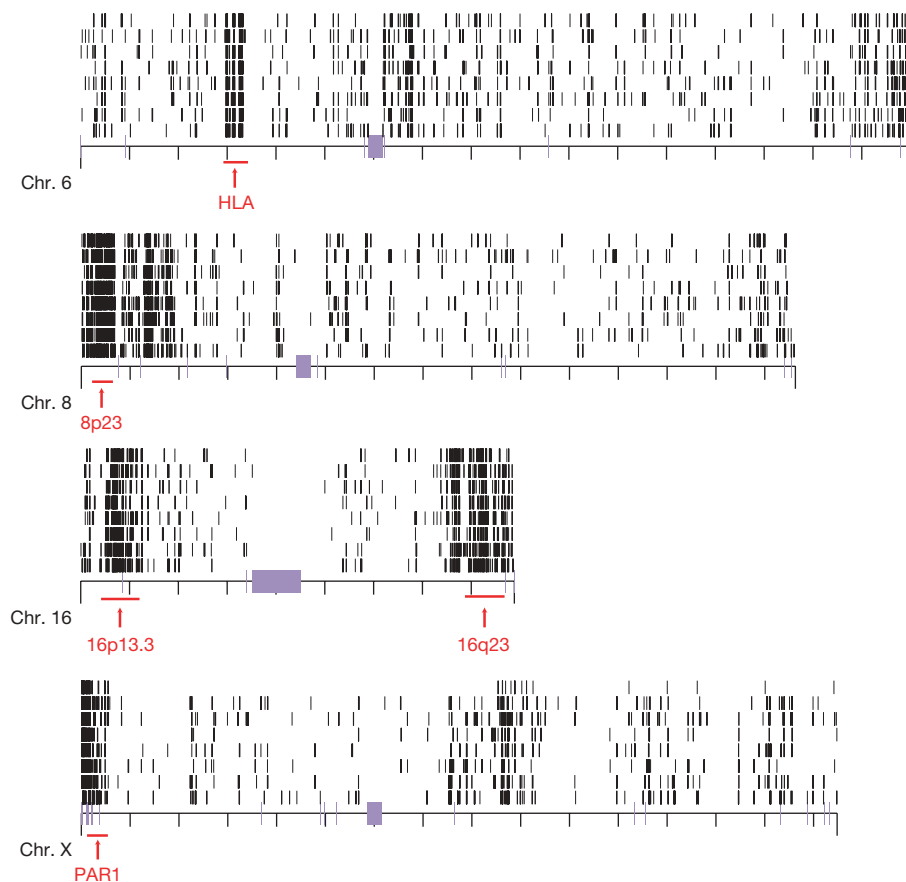 Chr. 6
HLA
Chr. 8
8p23
Chr. 16
16p13.3
16q23
Chr. X
PAR1